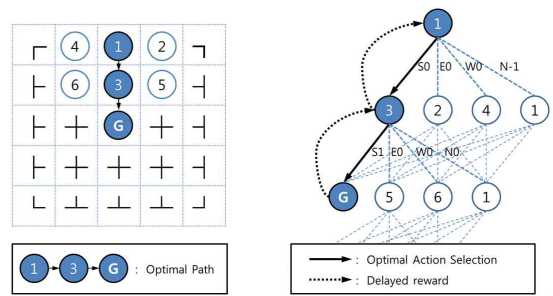 4 1 2
6 3 5
G
1 3 G : Optimal Path
1
S0 E0 W0 N-1
3 2 4 1
S1 E0 W0 N0
G 5 6 1
: Optimal Action Selection
: Delayed reward